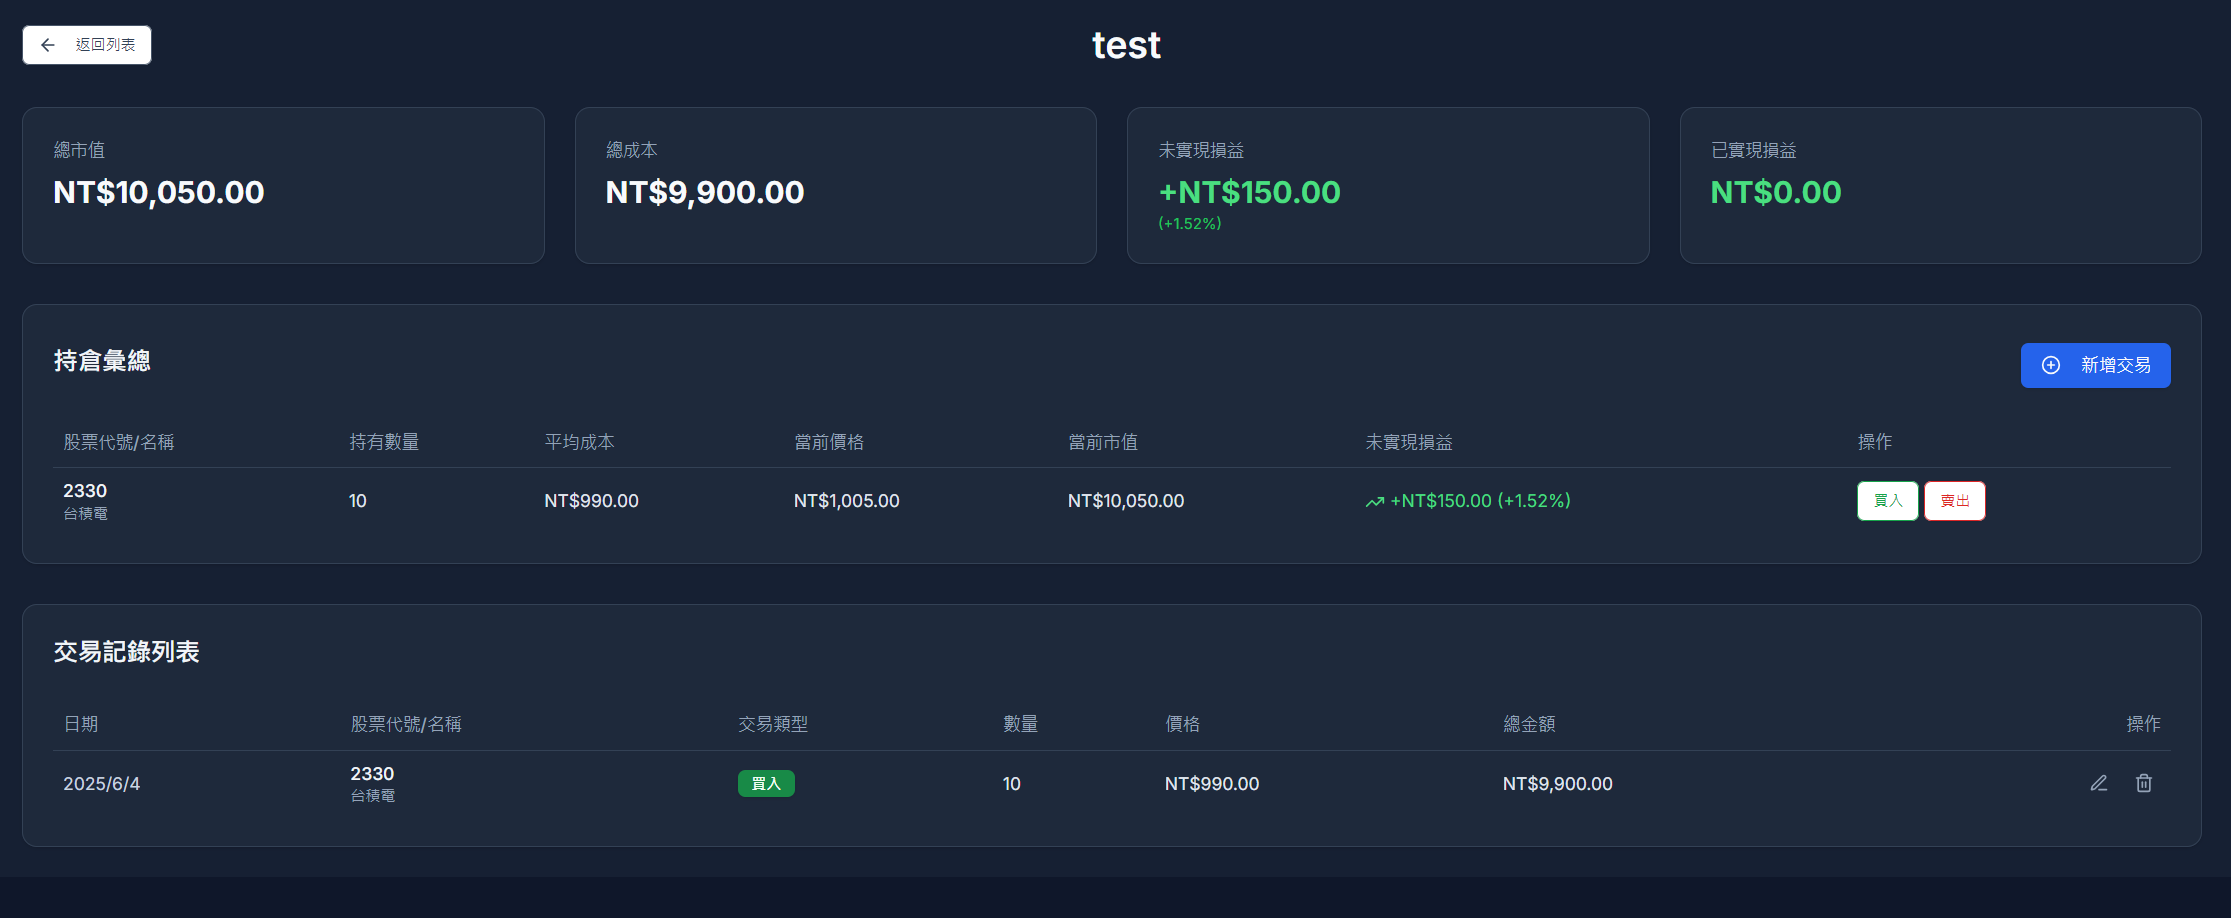 返回列表
test
總市值
NT$10,050.00
總成本
NT$9,900.00
未實現損益
+NT$150.00
(+1.52%)
已實現損益
NT$0.00
持倉彙總
新增交易
股票代號/名稱 持有數量 平均成本 當前價格 當前市值 未實現損益 操作
2330
台積電
10 NT$990.00 NT$1,005.00 NT$10,050.00 +NT$150.00 (+1.52%) 買入 賣出
交易記錄列表
日期 股票代號/名稱 交易類型 數量 價格 總金額 操作
2025/6/4
2330
台積電
買入 10 NT$990.00 NT$9,900.00